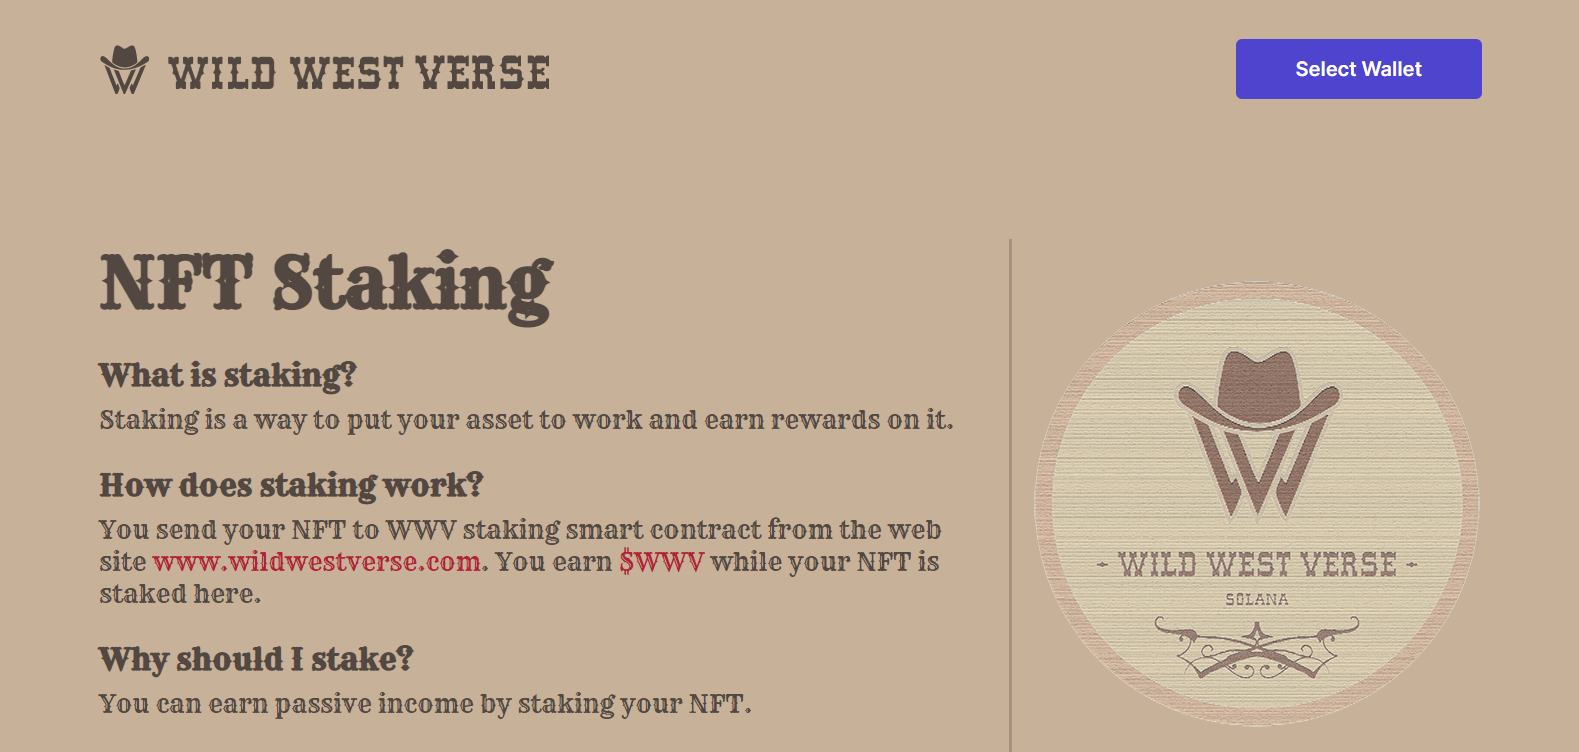 WILD WEST VERSE
Select Wallet
NFT Staking
What is staking?
Staking is a way to put your asset to work and earn rewards on it.
How does staking work?
You send your NFT to WWV staking smart contract from the web
site www.wildwestverse.com. You earn $WWV while your NFT is
staked here.
Why should I stake?
You can earn passive income by staking your NFT.
WILD WEST VERSE
SOLANA